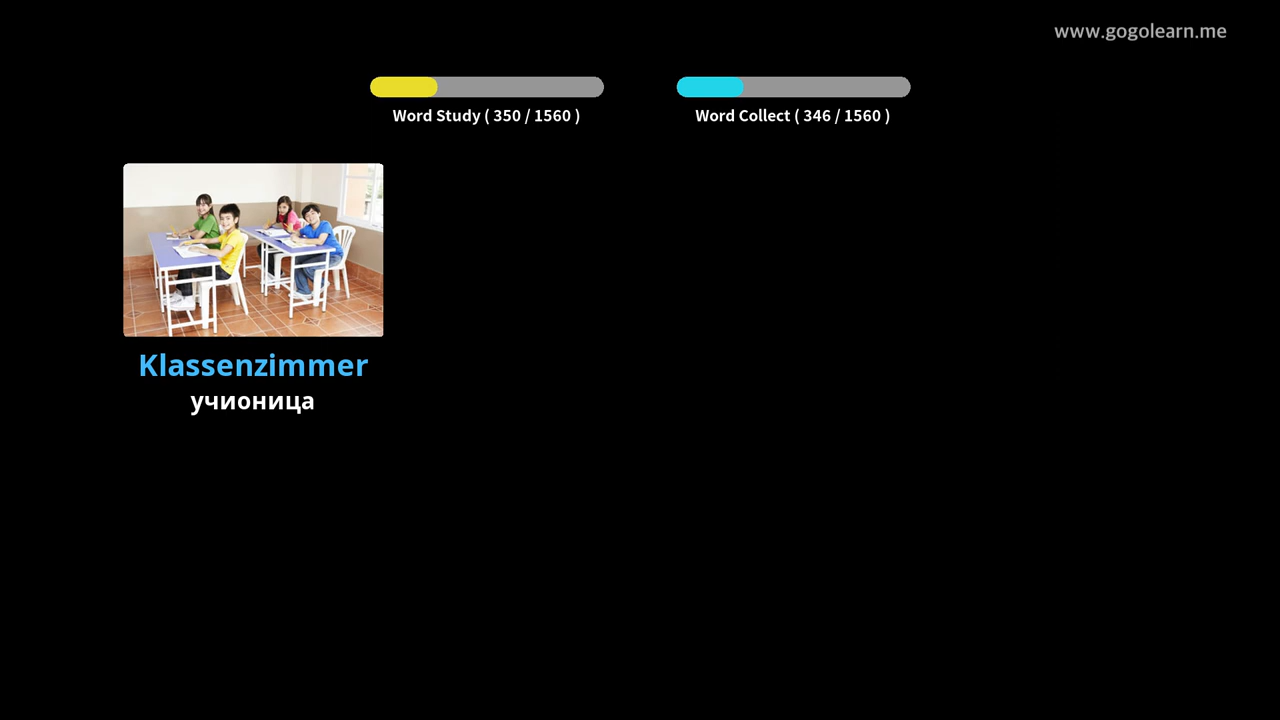 www.gogolearn.me
Word Study ( 350 / 1560 )
Word Collect ( 346 / 1560 )
Klassenzimmer
учионица